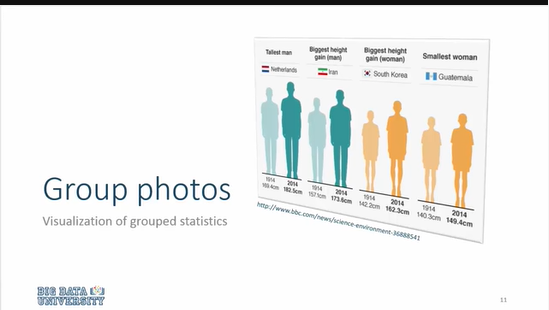 Tallest man
Netherlands
1914
169.4cm
2014
182.5cm
Biggest height
gain (man)
Iran
1914
157.1cm
2014
173.6cm
Biggest height
gain (woman)
South Korea
1914
142.2cm
2014
162.3cm
Smallest woman
Guatemala
1914
140.3cm
2014
149.4cm
http://www.bbc.com/news/science-environment-36888541
Group photos
Visualization of grouped statistics
BIG DATA
UNIVERSITY
11